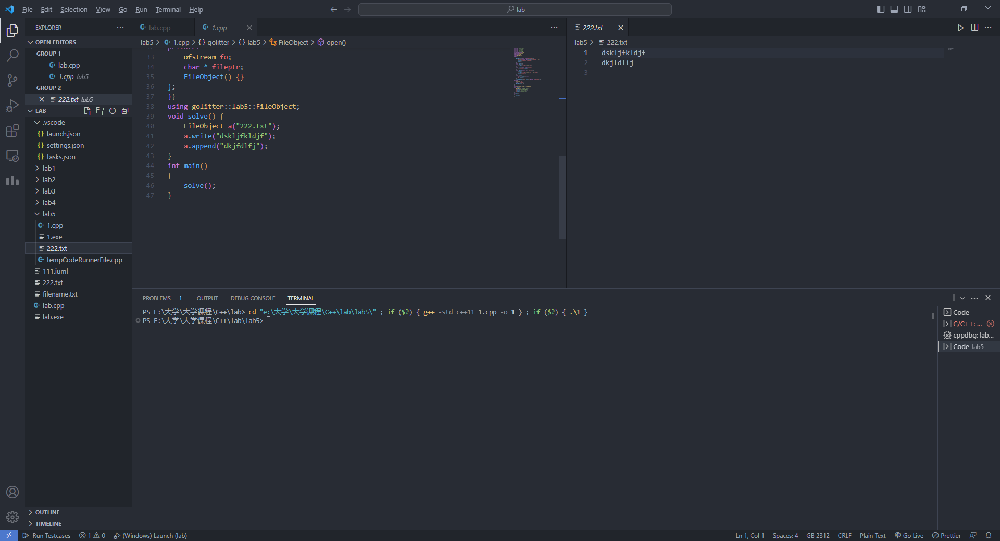 File Edit Selection View Go Run Terminal Help
lab
EXPLORER
OPEN EDITORS
GROUP 1
lab.cpp
1.cpp lab5
GROUP 2
222.txt lab5
LAB
.vscode
launch.json
settings.json
tasks.json
lab1
lab2
lab3
lab4
lab5
1.cpp
1.exe
222.txt
tempCodeRunnerFile.cpp
111.iuml
222.txt
filename.txt
lab.cpp
lab.exe
OUTLINE
TIMELINE
lab.cpp 1.cpp
lab5 > 1.cpp > {} golitter > {} lab5 > FileObject > open()
32 private:
33 ofstream fo;
34 char * fileptr;
35 FileObject() {}
36 };
37 }}
38 using golitter::lab5::FileObject;
39 void solve() {
40 FileObject a("222.txt");
41 a.write("dskljfkldjf");
42 a.append("dkjfdlfj");
43 }
44 int main()
45 {
46 solve();
47 }
222.txt
lab5 > 222.txt
1 dskljfkldjf
2 dkjfdlfj
3
PROBLEMS 1 OUTPUT DEBUG CONSOLE TERMINAL
PS E:\大学\大学课程\C++\lab> cd "e:\大学\大学课程\C++\lab\lab5\" ; if ($?) { g++ -std=c++11 1.cpp -o 1 } ; if ($?) { .\1 }
PS E:\大学\大学课程\C++\lab\lab5>
Code
C/C++: ...
cppdbg: lab...
Code lab5
Run Testcases 1 0 (Windows) Launch (lab) Ln 1, Col 1 Spaces: 4 GB 2312 CRLF Plain Text Go Live Prettier